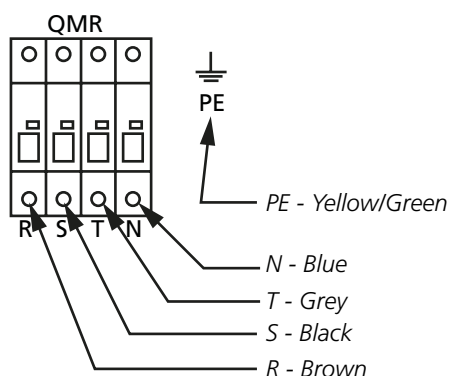 QMR
PE
R S T N
PE - Yellow/Green
N - Blue
T - Grey
S - Black
R - Brown